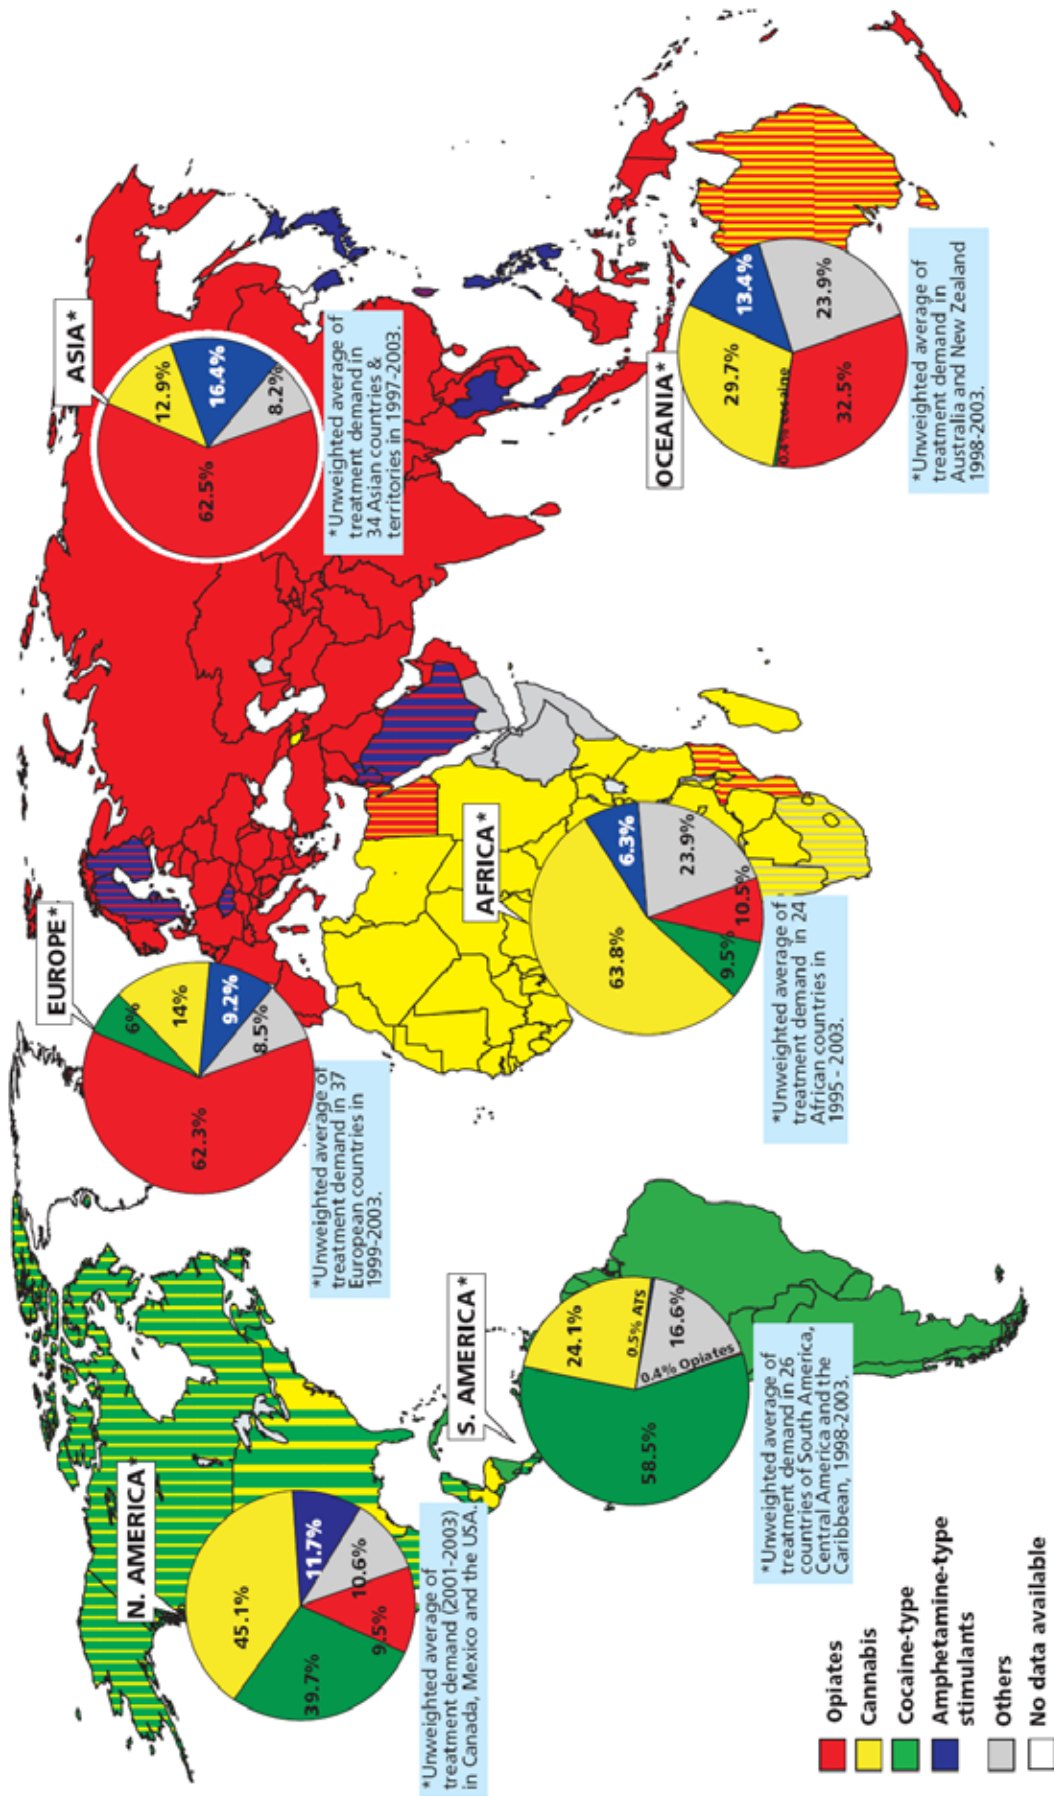 N. AMERICA*
45.1%
11.7%
10.6%
9.5%
39.7%
*Unweighted average of
treatment demand (2001-2003)
in Canada, Mexico and the USA.
EUROPE*
6%
14%
9.2%
8.5%
62.3%
*Unweighted average of
treatment demand in 37
European countries in
1999-2003.
ASIA*
12.9%
16.4%
8.2%
62.5%
*Unweighted average of
treatment demand in
34 Asian countries &
territories in 1997-2003.
S. AMERICA*
24.1%
0.5% ATS
16.6%
0.4% Opiates
58.5%
*Unweighted average of
treatment demand in 26
countries of South America,
Central America and the
Caribbean, 1998-2003.
AFRICA*
63.8%
6.3%
23.9%
10.5%
9.5%
*Unweighted average of
treatment demand in 24
African countries in
1995 - 2003.
OCEANIA*
29.7%
13.4%
23.9%
32.5%
0.4% cocaine
*Unweighted average of
treatment demand in
Australia and New Zealand
1998-2003.
Opiates
Cannabis
Cocaine-type
Amphetamine-type
stimulants
Others
No data available